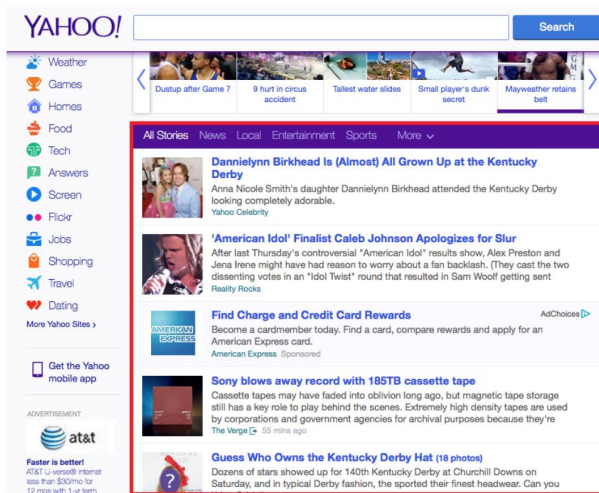 YAHOO!
Search
Weather
Games
Homes
Food
Tech
Answers
Screen
Flickr
Jobs
Shopping
Travel
Dating
More Yahoo Sites >
Get the Yahoo
mobile app
ADVERTISEMENT
at&t
Faster is better!
AT&T U-verse® Internet
less than $30/mo for
12 mos with 1-yr term
Dustup after Game 7
9 hurt in circus
accident
Tallest water slides
Small player's dunk
secret
Mayweather retains
belt
All Stories News Local Entertainment Sports More
Dannielynn Birkhead Is (Almost) All Grown Up at the Kentucky
Derby
Anna Nicole Smith's daughter Dannielynn Birkhead attended the Kentucky Derby
looking completely adorable.
Yahoo Celebrity
'American Idol' Finalist Caleb Johnson Apologizes for Slur
After last Thursday's controversial "American Idol" results show, Alex Preston and
Jena Irene might have had reason to worry about a fan backlash. (They cast the two
dissenting votes in an "Idol Twist" round that resulted in Sam Woolf getting sent
Reality Rocks
AMERICAN
EXPRESS
Find Charge and Credit Card Rewards
AdChoices
Become a cardmember today. Find a card, compare rewards and apply for an
American Express card.
American Express Sponsored
Sony blows away record with 185TB cassette tape
Cassette tapes may have faded into oblivion long ago, but magnetic tape storage
still has a key role to play behind the scenes. Extremely high density tapes are used
by corporations and government agencies for archival purposes because they're
The Verge 55 mins ago
?
Guess Who Owns the Kentucky Derby Hat (18 photos)
Dozens of stars showed up for 140th Kentucky Derby at Churchill Downs on
Saturday, and in typical Derby fashion, the sported their finest headwear. Can you